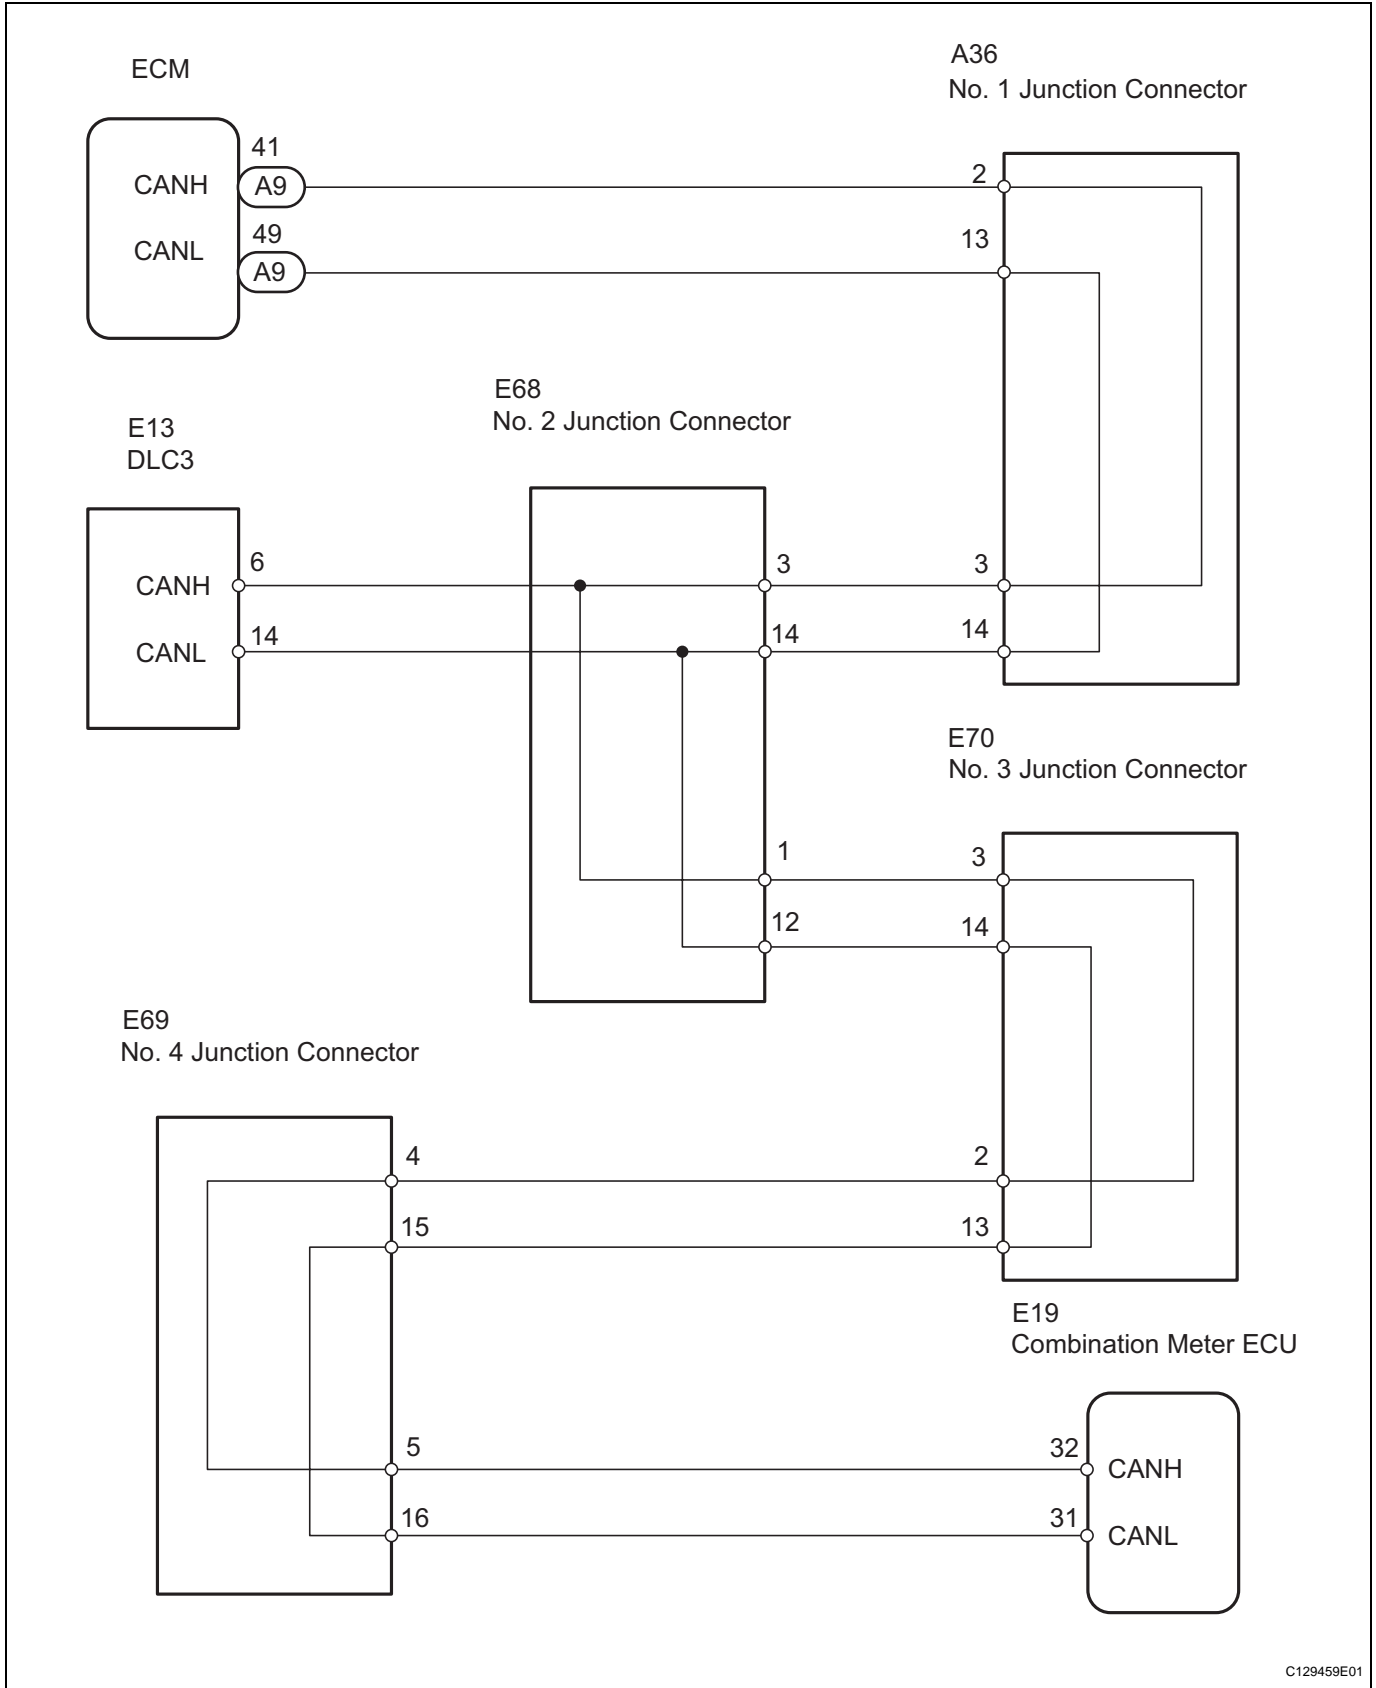 ECM
CANH
41
A9
CANL
49
A9
A36
No. 1 Junction Connector
2
13
3
14
E13
DLC3
CANH
6
CANL
14
E68
No. 2 Junction Connector
3
14
1
12
E70
No. 3 Junction Connector
3
14
2
13
E69
No. 4 Junction Connector
4
15
5
16
E19
Combination Meter ECU
32
CANH
31
CANL
C129459E01